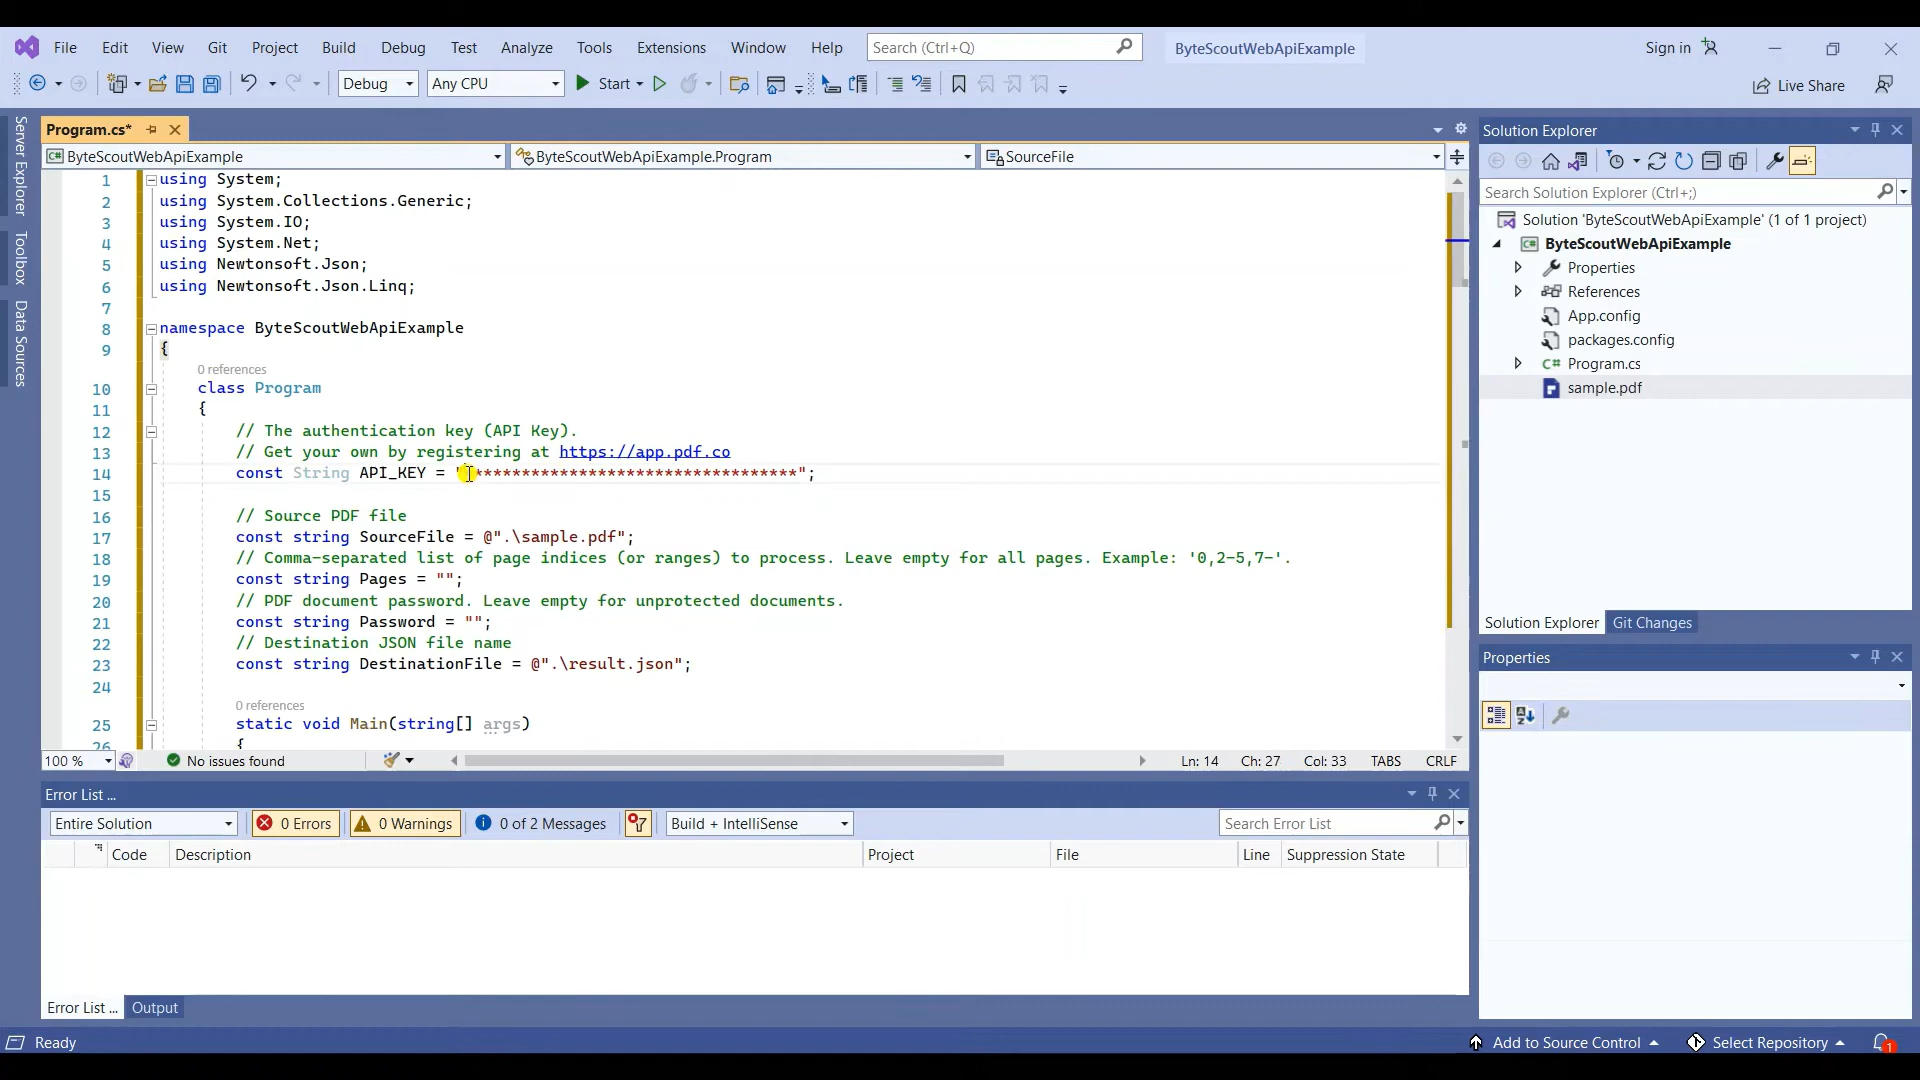 File Edit View Git Project Build Debug Test Analyze Tools Extensions Window Help Search (Ctrl+Q) ByteScoutWebApiExample Sign in
Debug Any CPU Start Live Share
Server Explorer
Toolbox
Data Sources
Program.cs*
ByteScoutWebApiExample ByteScoutWebApiExample.Program SourceFile
1 using System;
2 using System.Collections.Generic;
3 using System.IO;
4 using System.Net;
5 using Newtonsoft.Json;
6 using Newtonsoft.Json.Linq;
7
8 namespace ByteScoutWebApiExample
9 {
0 references
10 class Program
11 {
12 // The authentication key (API Key).
13 // Get your own by registering at https://app.pdf.co
14 const String API_KEY = "***********************************";
15
16 // Source PDF file
17 const string SourceFile = @".\sample.pdf";
18 // Comma-separated list of page indices (or ranges) to process. Leave empty for all pages. Example: '0,2-5,7-'.
19 const string Pages = "";
20 // PDF document password. Leave empty for unprotected documents.
21 const string Password = "";
22 // Destination JSON file name
23 const string DestinationFile = @".\result.json";
24
0 references
25 static void Main(string[] args)
26 {
100 % No issues found Ln: 14 Ch: 27 Col: 33 TABS CRLF
Error List ...
Entire Solution 0 Errors 0 Warnings 0 of 2 Messages Build + IntelliSense Search Error List
Code Description Project File Line Suppression State
Error List ... Output
Solution Explorer
Search Solution Explorer (Ctrl+;)
Solution 'ByteScoutWebApiExample' (1 of 1 project)
ByteScoutWebApiExample
Properties
References
App.config
packages.config
C# Program.cs
sample.pdf
Solution Explorer Git Changes
Properties
Ready Add to Source Control Select Repository 1